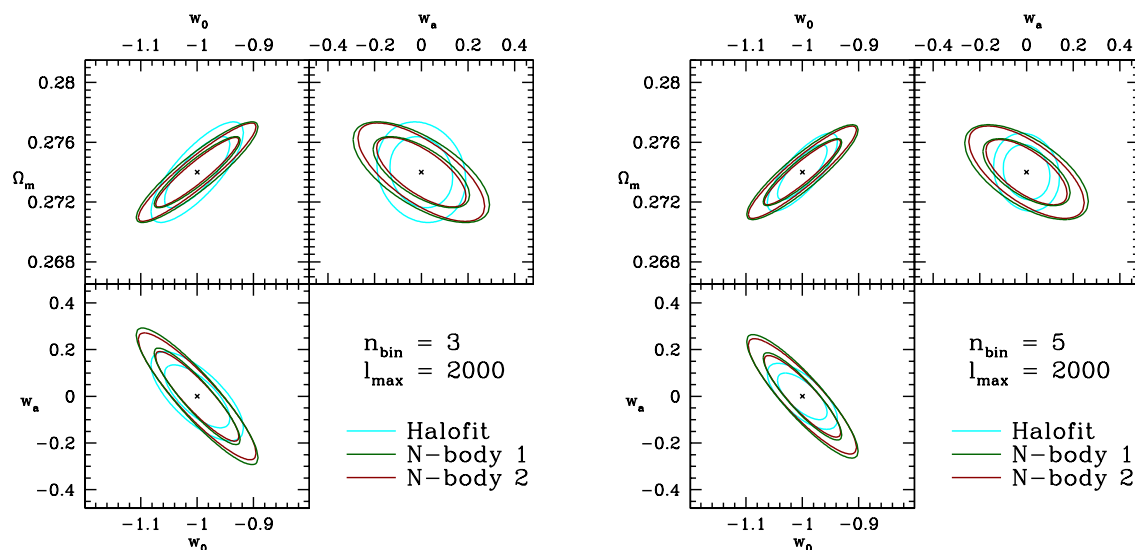 w0 wa w0 wa
−1.1 −1 −0.9 −0.4 −0.2 0 0.2 0.4 −1.1 −1 −0.9 −0.4 −0.2 0 0.2 0.4
0.28 0.28
0.276 0.276
Ωm Ωm
0.272 0.272
0.268 0.268
0.4 0.4
0.2 nbin = 3 0.2 nbin = 5
lmax = 2000 lmax = 2000
wa 0 wa 0
Halofit Halofit
−0.2 N−body 1 −0.2 N−body 1
−0.4 N−body 2 −0.4 N−body 2
−1.1 −1 −0.9 −1.1 −1 −0.9
w0 w0